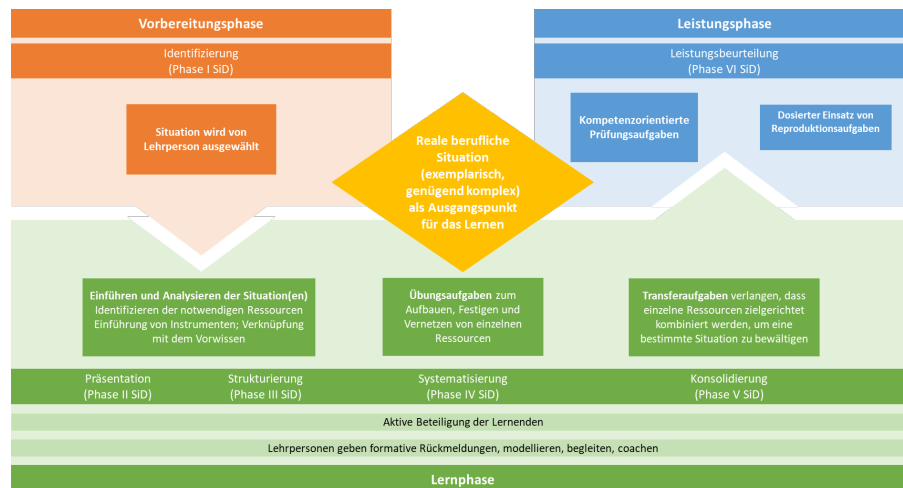 Vorbereitungsphase
Identifizierung
(Phase I SiD)
Situation wird von
Lehrperson ausgewählt
Reale berufliche
Situation
(exemplarisch,
genügend komplex)
als Ausgangspunkt
für das Lernen
Leistungsphase
Leistungsbeurteilung
(Phase VI SiD)
Kompetenzorientierte
Prüfungsaufgaben
Dosierter Einsatz von
Reproduktionsaufgaben
Einführen und Analysieren der Situation(en)
Identifizieren der notwendigen Ressourcen
Einführung von Instrumenten; Verknüpfung
mit dem Vorwissen
Übungsaufgaben zum
Aufbauen, Festigen und
Vernetzen von einzelnen
Ressourcen
Transferaufgaben verlangen, dass
einzelne Ressourcen zielgerichtet
kombiniert werden, um eine
bestimmte Situation zu bewältigen
Präsentation
(Phase II SiD)
Strukturierung
(Phase III SiD)
Systematisierung
(Phase IV SiD)
Konsolidierung
(Phase V SiD)
Aktive Beteiligung der Lernenden
Lehrpersonen geben formative Rückmeldungen, modellieren, begleiten, coachen
Lernphase